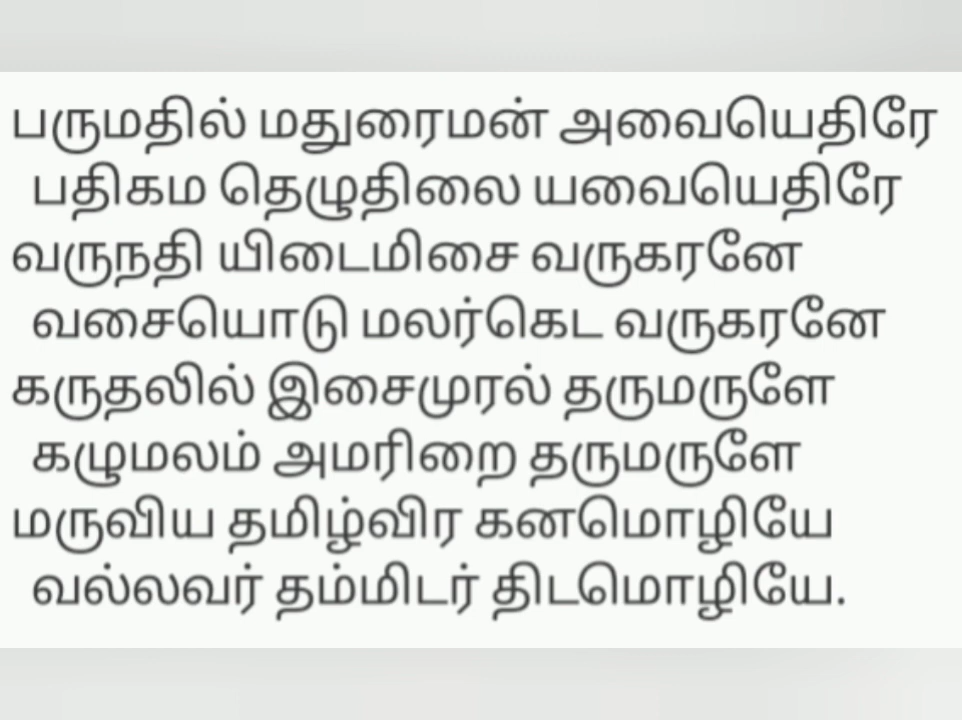 பருமதில் மதுரைமன் அவையெதிரே
பதிகம தெழுதிலை யவையெதிரே
வருநதி யிடைமிசை வருகரனே
வசையொடு மலர்கெட வருகரனே
கருதலில் இசைமுரல் தருமருளே
கழுமலம் அமரிறை தருமருளே
மருவிய தமிழ்விர கனமொழியே
வல்லவர் தம்மிடர் திடமொழியே.